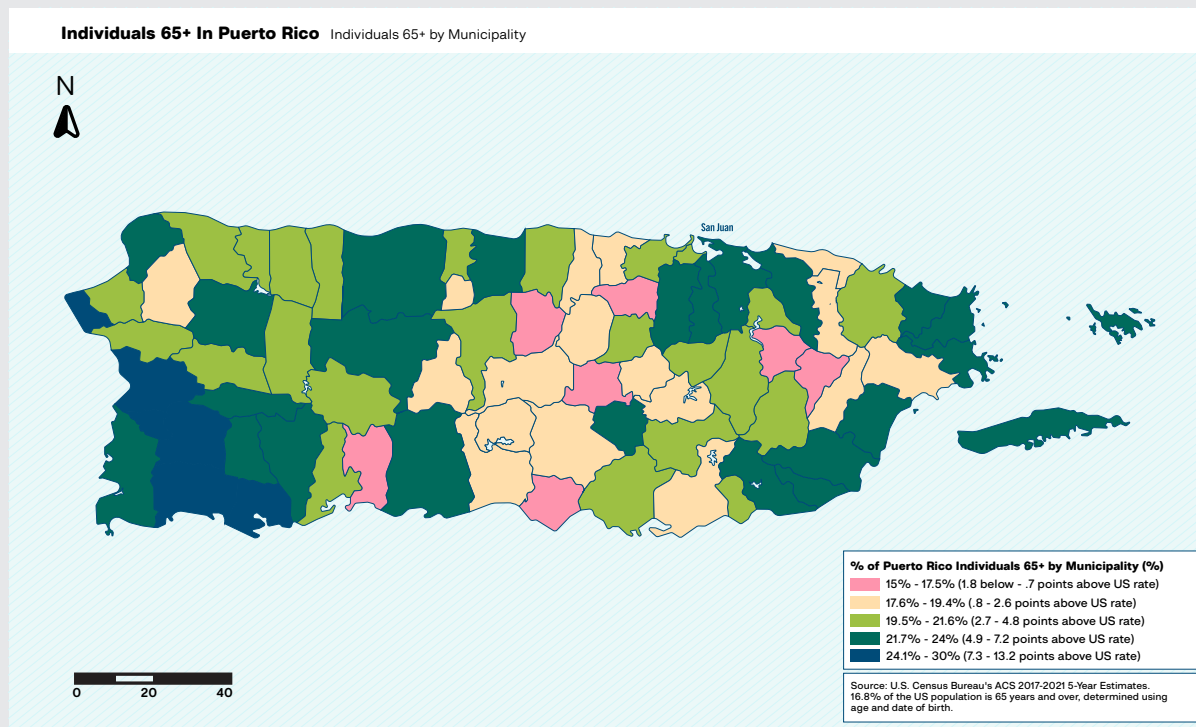 Individuals 65+ In Puerto Rico Individuals 65+ by Municipality
N
San Juan
% of Puerto Rico Individuals 65+ by Municipality (%)
15% - 17.5% (1.8 below - .7 points above US rate)
17.6% - 19.4% (.8 - 2.6 points above US rate)
19.5% - 21.6% (2.7 - 4.8 points above US rate)
21.7% - 24% (4.9 - 7.2 points above US rate)
24.1% - 30% (7.3 - 13.2 points above US rate)
0 20 40
Source: U.S. Census Bureau's ACS 2017-2021 5-Year Estimates.
16.8% of the US population is 65 years and over, determined using
age and date of birth.